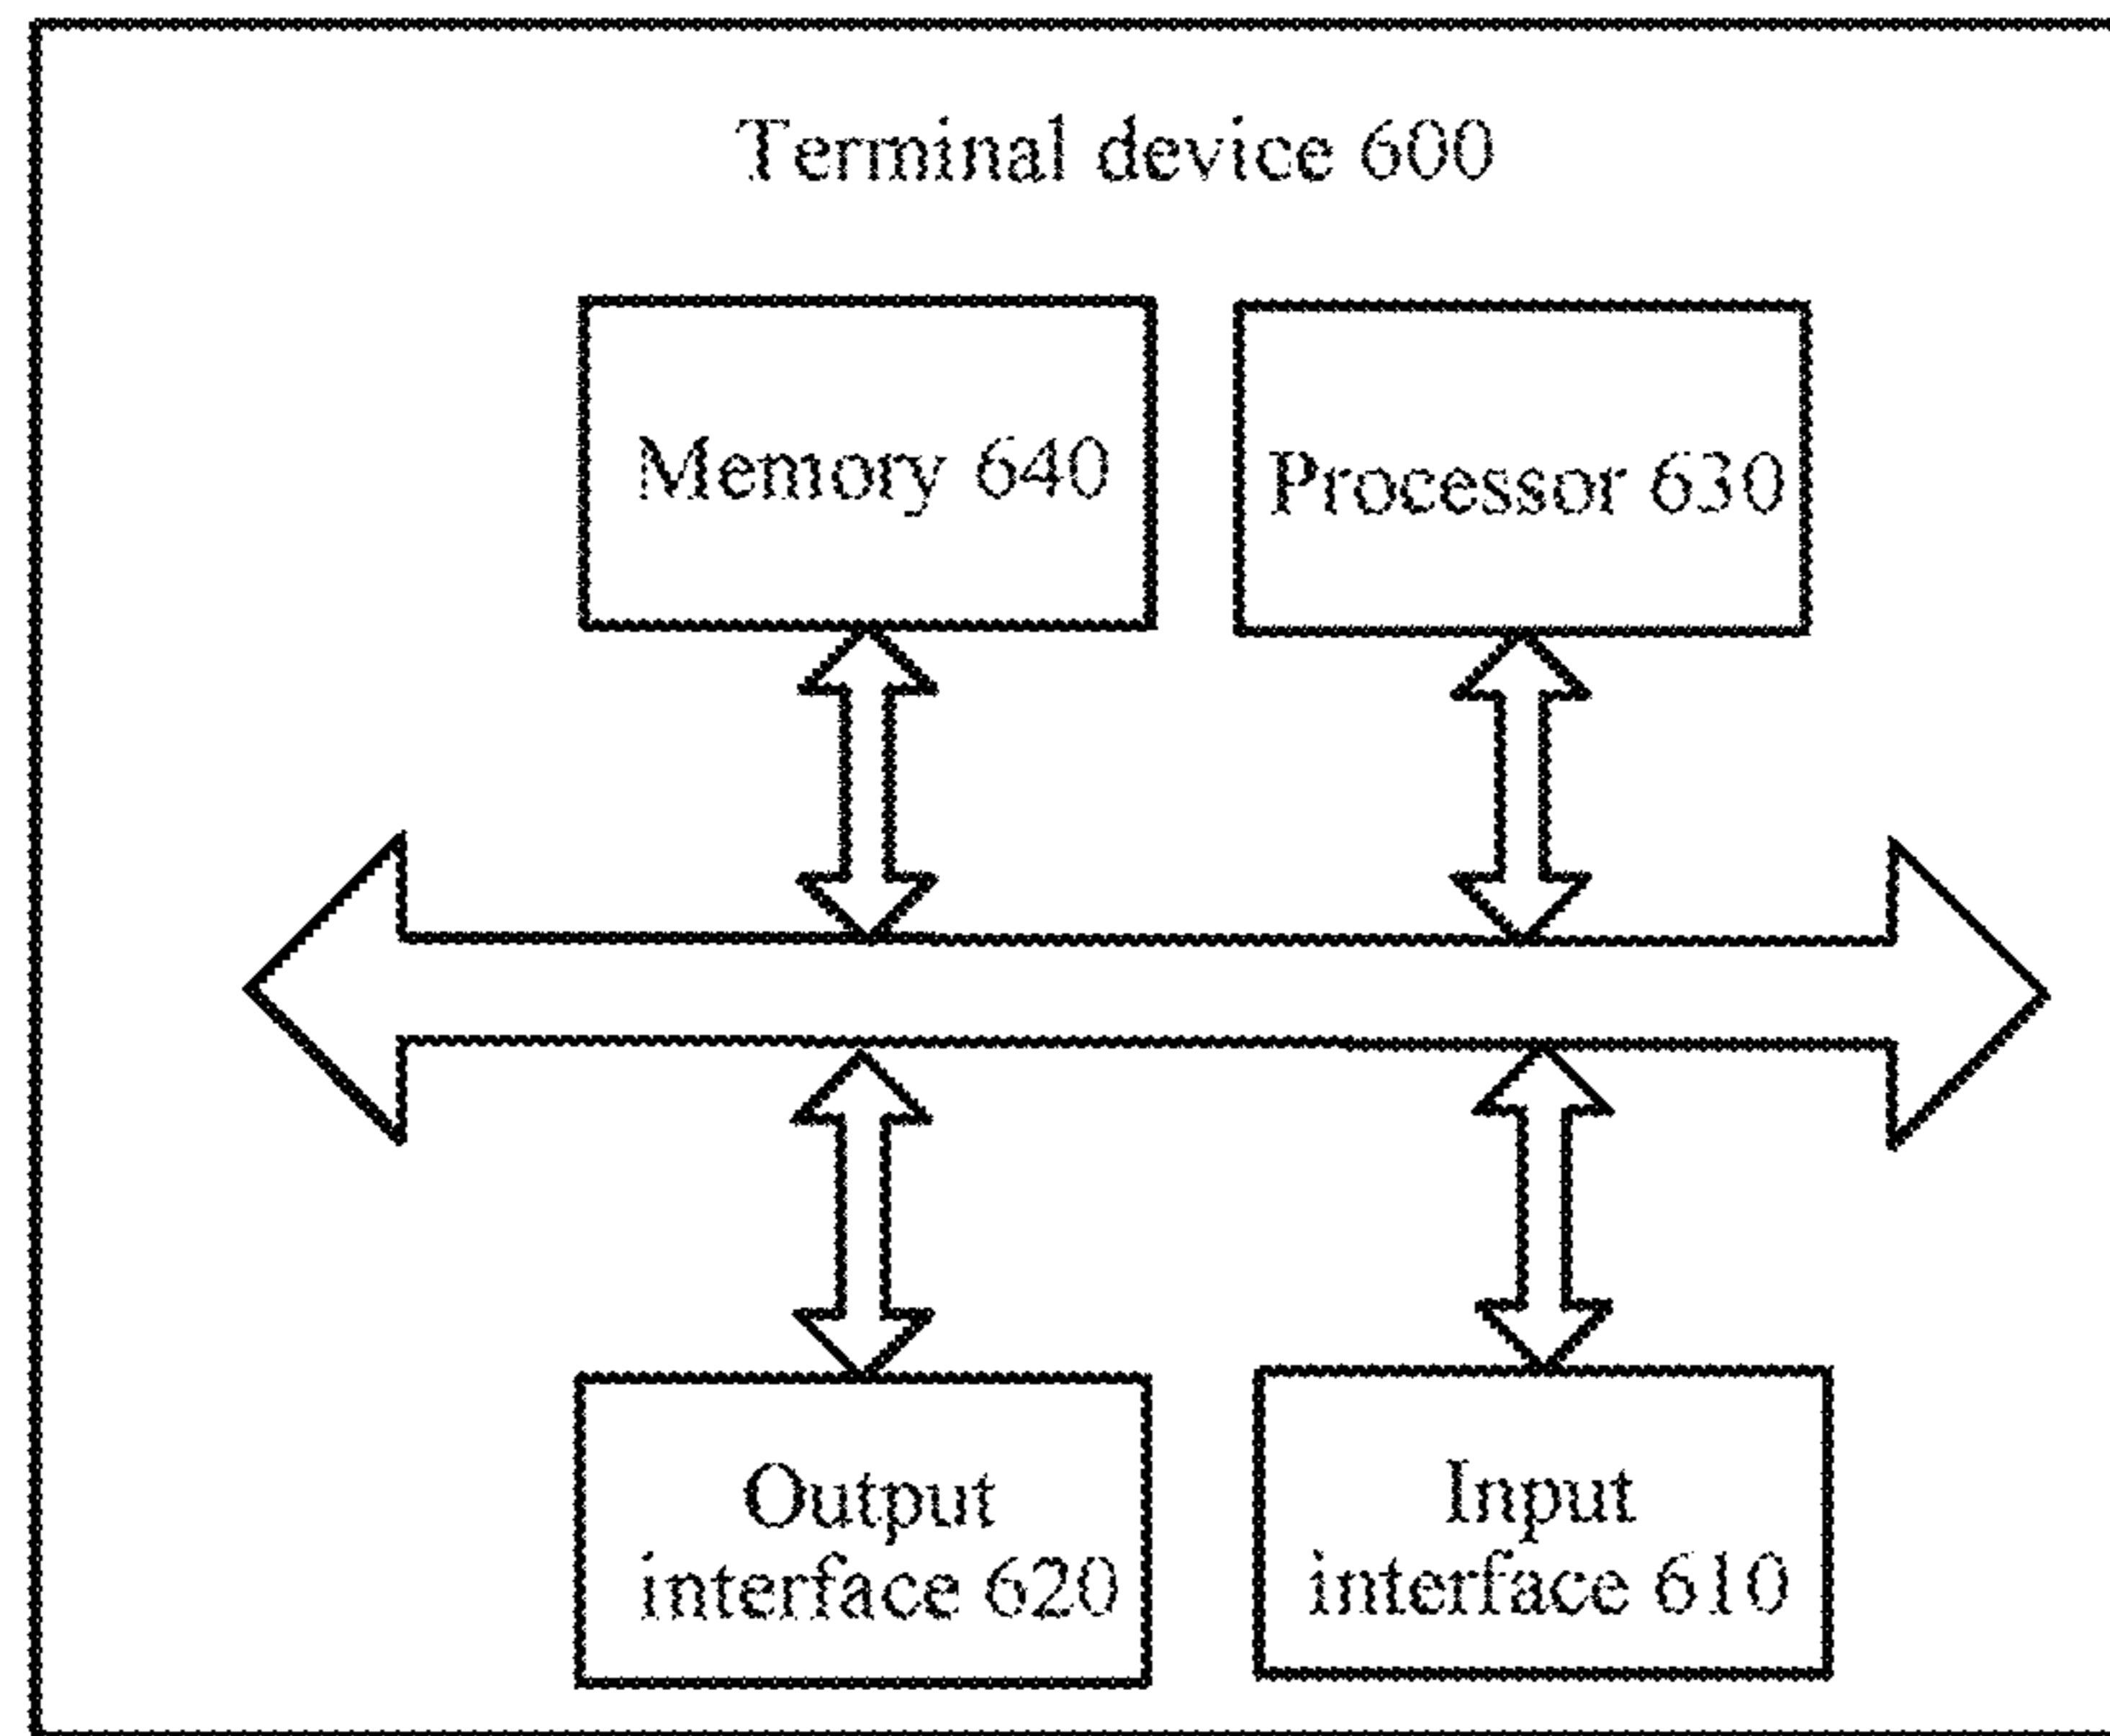 Terminal device 600
Memory 640
Processor 630
Output
interface 620
Input
interface 610